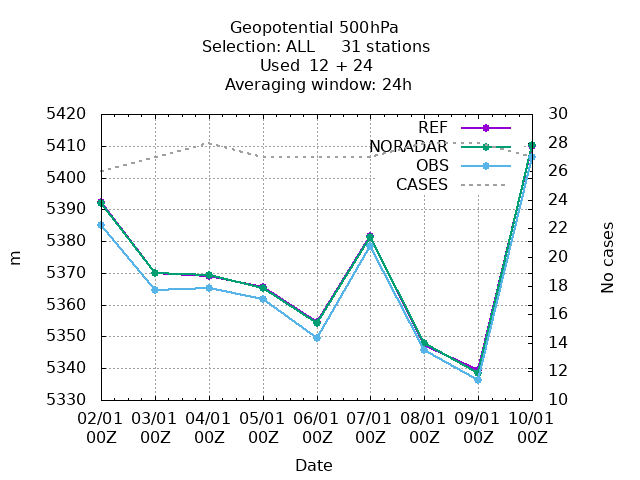 Geopotential 500hPa
Selection: ALL     31 stations
Used  12 + 24
Averaging window: 24h
5420
5410
5400
5390
5380
5370
5360
5350
5340
5330
m
30
28
26
24
22
20
18
16
14
12
10
No cases
REF
NORADAR
OBS
CASES
02/01 03/01 04/01 05/01 06/01 07/01 08/01 09/01 10/01
00Z 00Z 00Z 00Z 00Z 00Z 00Z 00Z 00Z
Date